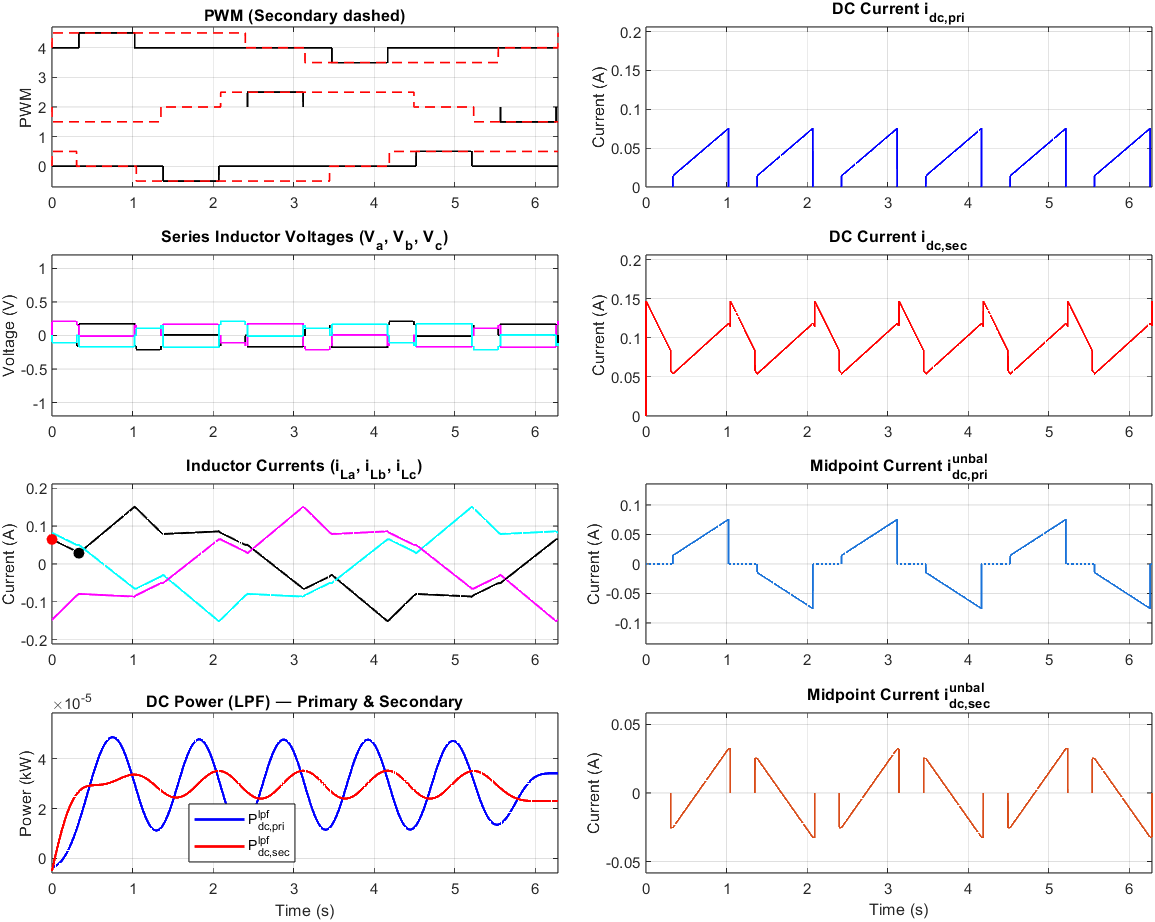 PWM (Secondary dashed)
PWM
4
3
2
1
0
0 1 2 3 4 5 6
DC Current i_dc,pri
Current (A)
0.2
0.15
0.1
0.05
0
0 1 2 3 4 5 6
Series Inductor Voltages (V_a, V_b, V_c)
Voltage (V)
1
0.5
0
-0.5
-1
0 1 2 3 4 5 6
DC Current i_dc,sec
Current (A)
0.2
0.15
0.1
0.05
0
0 1 2 3 4 5 6
Inductor Currents (i_La, i_Lb, i_Lc)
Current (A)
0.2
0.1
0
-0.1
-0.2
0 1 2 3 4 5 6
Midpoint Current i_dc,pri^unbal
Current (A)
0.1
0.05
0
-0.05
-0.1
0 1 2 3 4 5 6
×10^-5
DC Power (LPF) — Primary & Secondary
Power (kW)
4
2
0
P_dc,pri^lpf
P_dc,sec^lpf
0 1 2 3 4 5 6
Time (s)
Midpoint Current i_dc,sec^unbal
Current (A)
0.05
0
-0.05
0 1 2 3 4 5 6
Time (s)